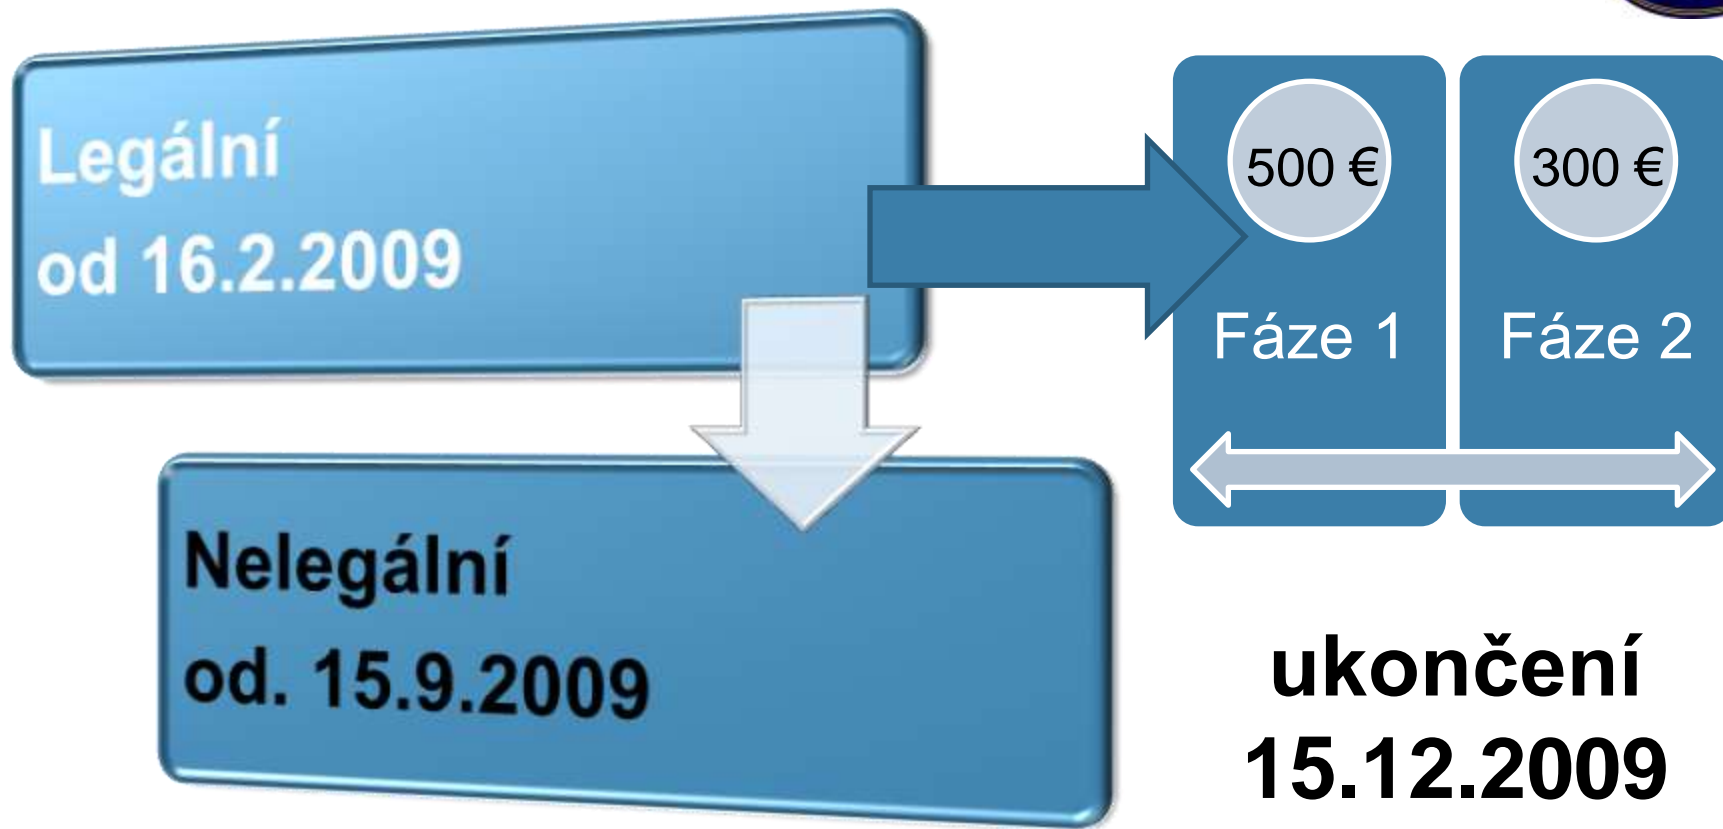 Legální
od 16.2.2009
500 €
Fáze 1
300 €
Fáze 2
Nelegální
od. 15.9.2009
ukončení
15.12.2009